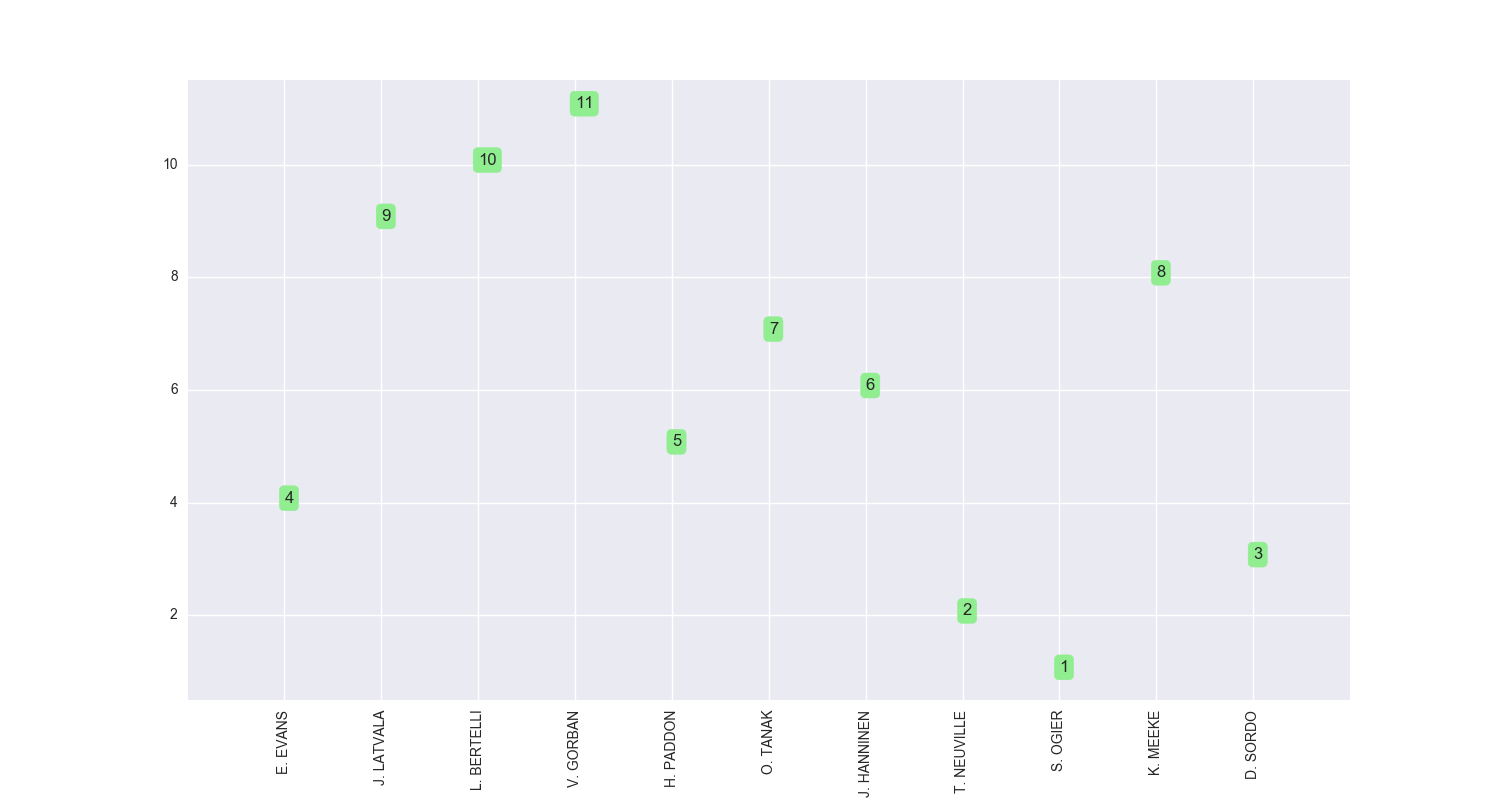 11
10
10
9
8
8
7
6
6
5
4
4
3
2
2
1
E. EVANS
J. LATVALA
L. BERTELLI
V. GORBAN
H. PADDON
O. TANAK
J. HANNINEN
T. NEUVILLE
S. OGIER
K. MEEKE
D. SORDO